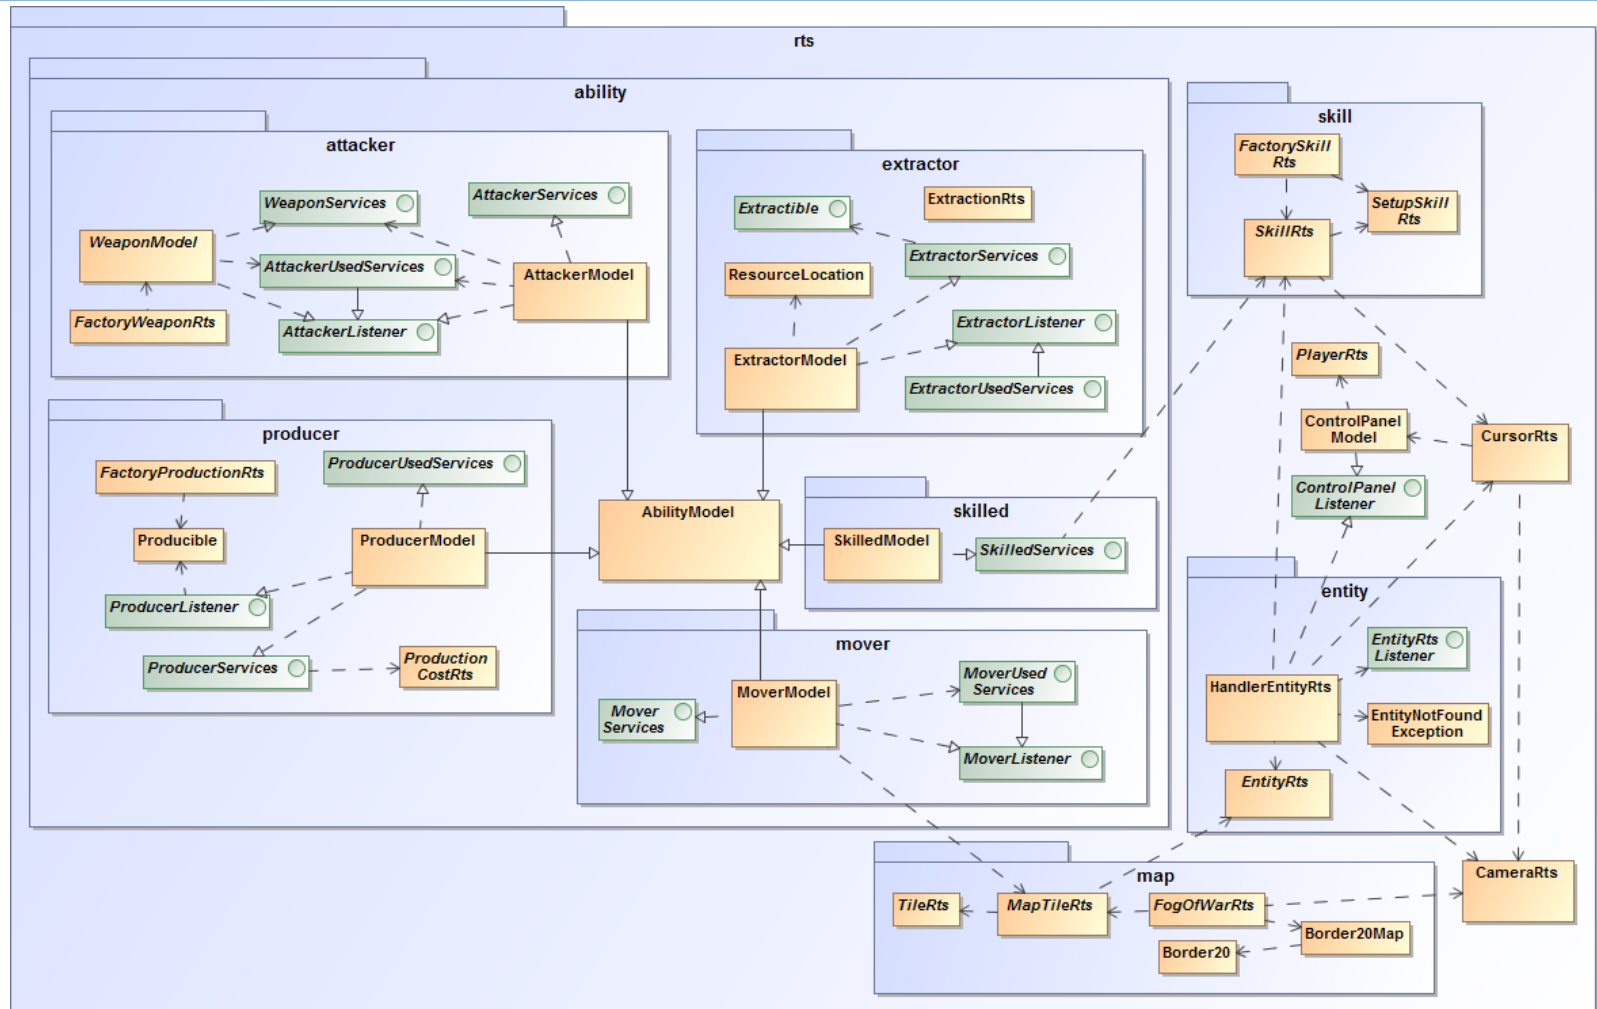 rts
ability
attacker
WeaponServices
AttackerServices
WeaponModel
AttackerUsedServices
AttackerModel
FactoryWeaponRts
AttackerListener
extractor
Extractible
ExtractionRts
ExtractorServices
ResourceLocation
ExtractorListener
ExtractorModel
ExtractorUsedServices
producer
FactoryProductionRts
ProducerUsedServices
Producible
ProducerModel
ProducerListener
ProducerServices
Production
CostRts
AbilityModel
skilled
SkilledModel
SkilledServices
mover
Mover
Services
MoverModel
MoverUsed
Services
MoverListener
skill
FactorySkill
Rts
SetupSkill
Rts
SkillRts
PlayerRts
ControlPanel
Model
CursorRts
ControlPanel
Listener
entity
EntityRts
Listener
HandlerEntityRts
EntityNotFound
Exception
EntityRts
map
TileRts
MapTileRts
FogOfWarRts
Border20
Border20Map
CameraRts